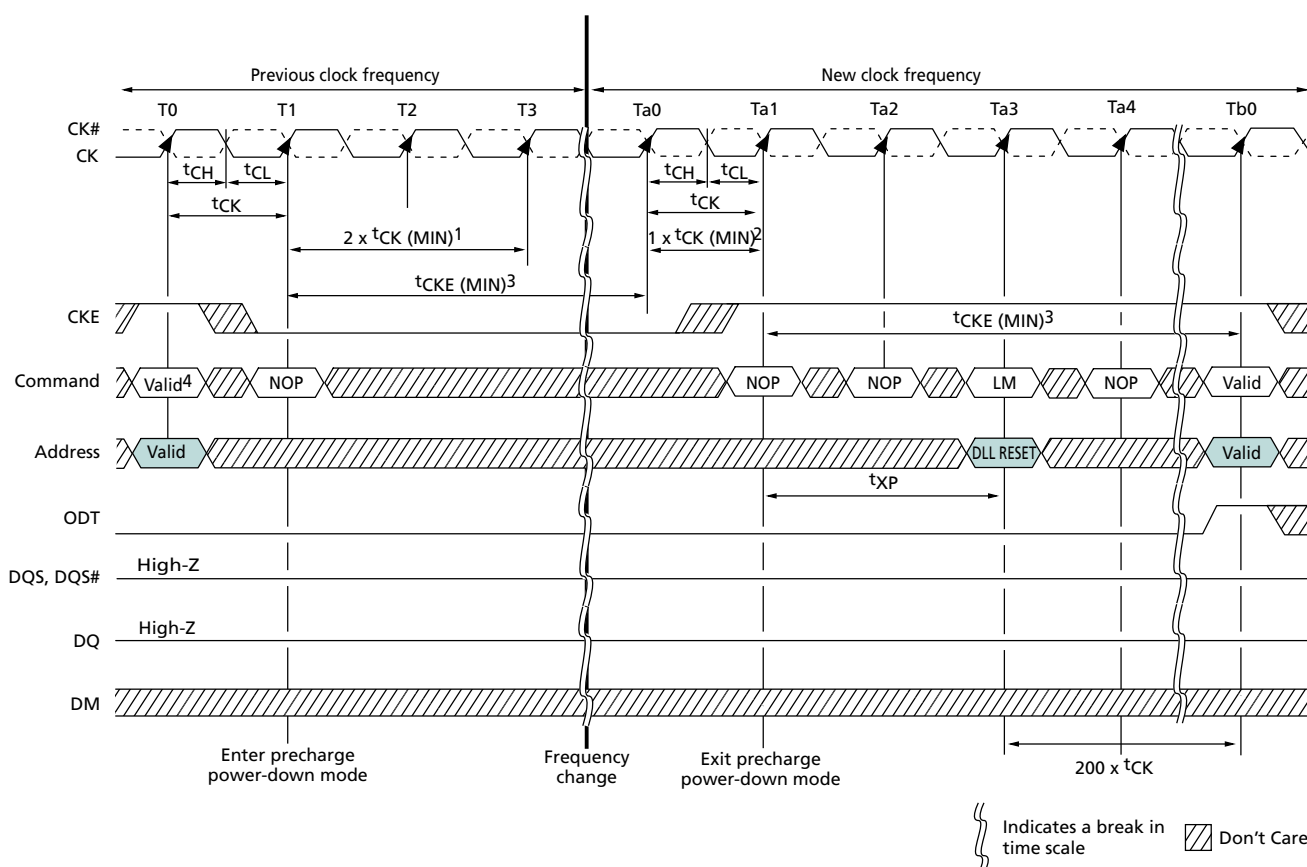 Previous clock frequency New clock frequency
T0 T1 T2 T3 Ta0 Ta1 Ta2 Ta3 Ta4 Tb0
CK#
CK
tCH tCL tCH tCL
tCK tCK
2 x tCK (MIN)1 1 x tCK (MIN)2
tCKE (MIN)3
CKE tCKE (MIN)3
Command Valid4 NOP NOP NOP LM NOP Valid
Address Valid DLL RESET Valid
tXP
ODT
DQS, DQS# High-Z
DQ High-Z
DM
Enter precharge
power-down mode
Frequency
change
Exit precharge
power-down mode
200 x tCK
Indicates a break in
time scale
Don't Care